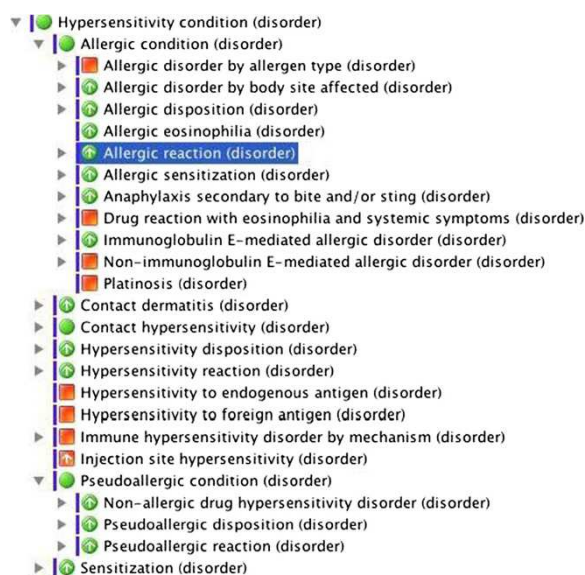 Hypersensitivity condition (disorder)
Allergic condition (disorder)
Allergic disorder by allergen type (disorder)
Allergic disorder by body site affected (disorder)
Allergic disposition (disorder)
Allergic eosinophilia (disorder)
Allergic reaction (disorder)
Allergic sensitization (disorder)
Anaphylaxis secondary to bite and/or sting (disorder)
Drug reaction with eosinophilia and systemic symptoms (disorder)
Immunoglobulin E-mediated allergic disorder (disorder)
Non-immunoglobulin E-mediated allergic disorder (disorder)
Platinosis (disorder)
Contact dermatitis (disorder)
Contact hypersensitivity (disorder)
Hypersensitivity disposition (disorder)
Hypersensitivity reaction (disorder)
Hypersensitivity to endogenous antigen (disorder)
Hypersensitivity to foreign antigen (disorder)
Immune hypersensitivity disorder by mechanism (disorder)
Injection site hypersensitivity (disorder)
Pseudoallergic condition (disorder)
Non-allergic drug hypersensitivity disorder (disorder)
Pseudoallergic disposition (disorder)
Pseudoallergic reaction (disorder)
Sensitization (disorder)